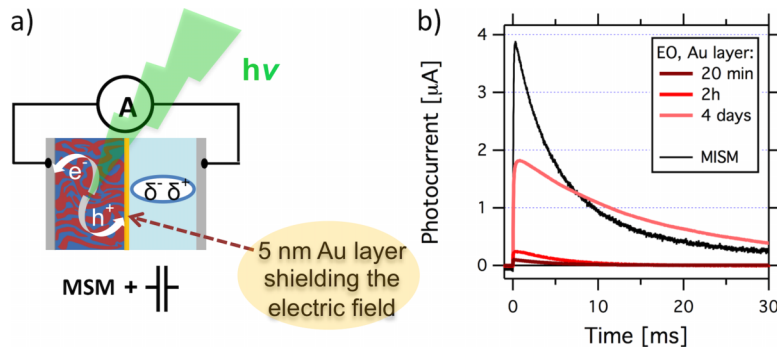 a)
hν
A
e-
h+
δ- δ+
5 nm Au layer
shielding the
electric field
MSM +
b)
Photocurrent [µA]
4
3
2
1
0
EO, Au layer:
20 min
2h
4 days
MISM
0
10
20
30
Time [ms]